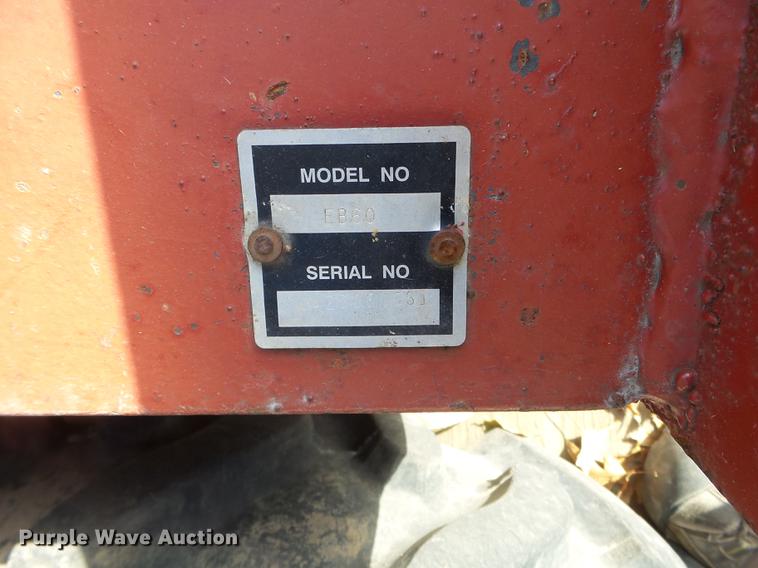 MODEL NO
EB60
SERIAL NO
Purple Wave Auction